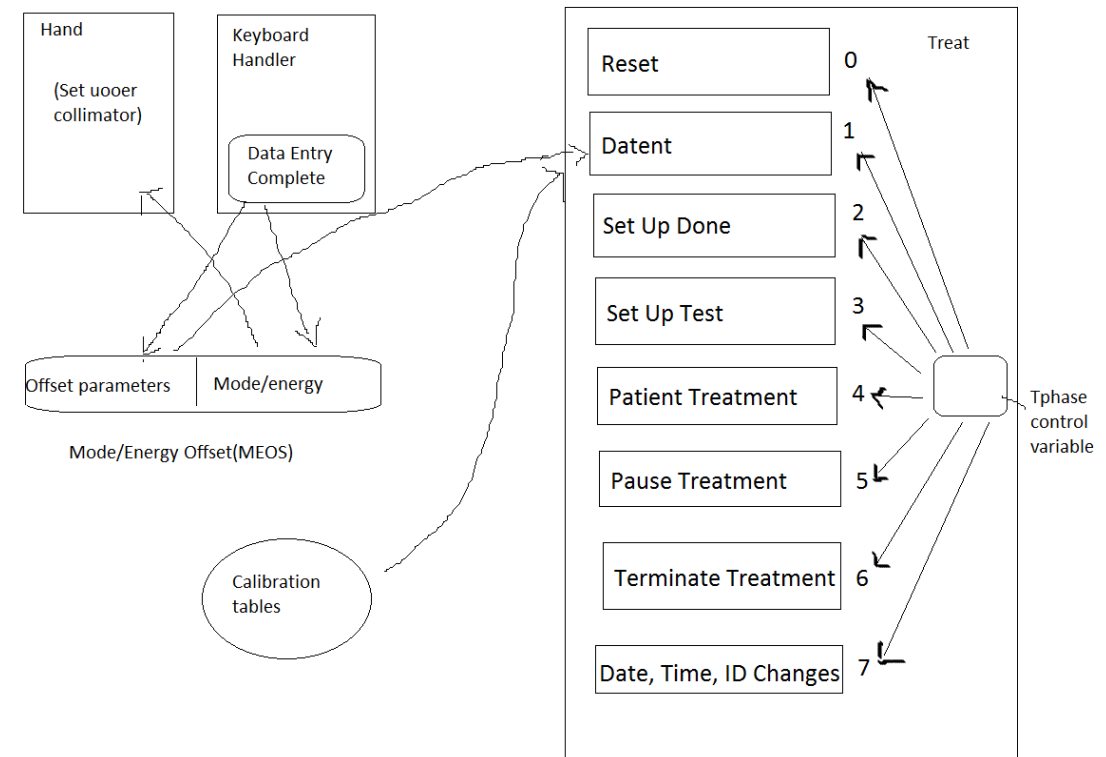 Hand
(Set uooer
collimator)
Keyboard
Handler
Data Entry
Complete
Offset parameters
Mode/energy
Mode/Energy Offset(MEOS)
Calibration
tables
Treat
Reset
0
Datent
1
Set Up Done
2
Set Up Test
3
Patient Treatment
4
Pause Treatment
5
Terminate Treatment
6
Date, Time, ID Changes
7
Tphase
control
variable